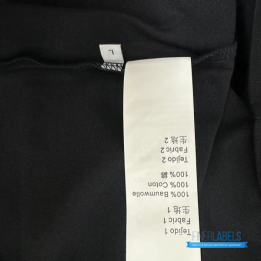 L
Tejido 1
Fabric 1
生地 1
100% Baumwolle
100% Coton
100% 綿
Tejido 2
Fabric 2
生地 2